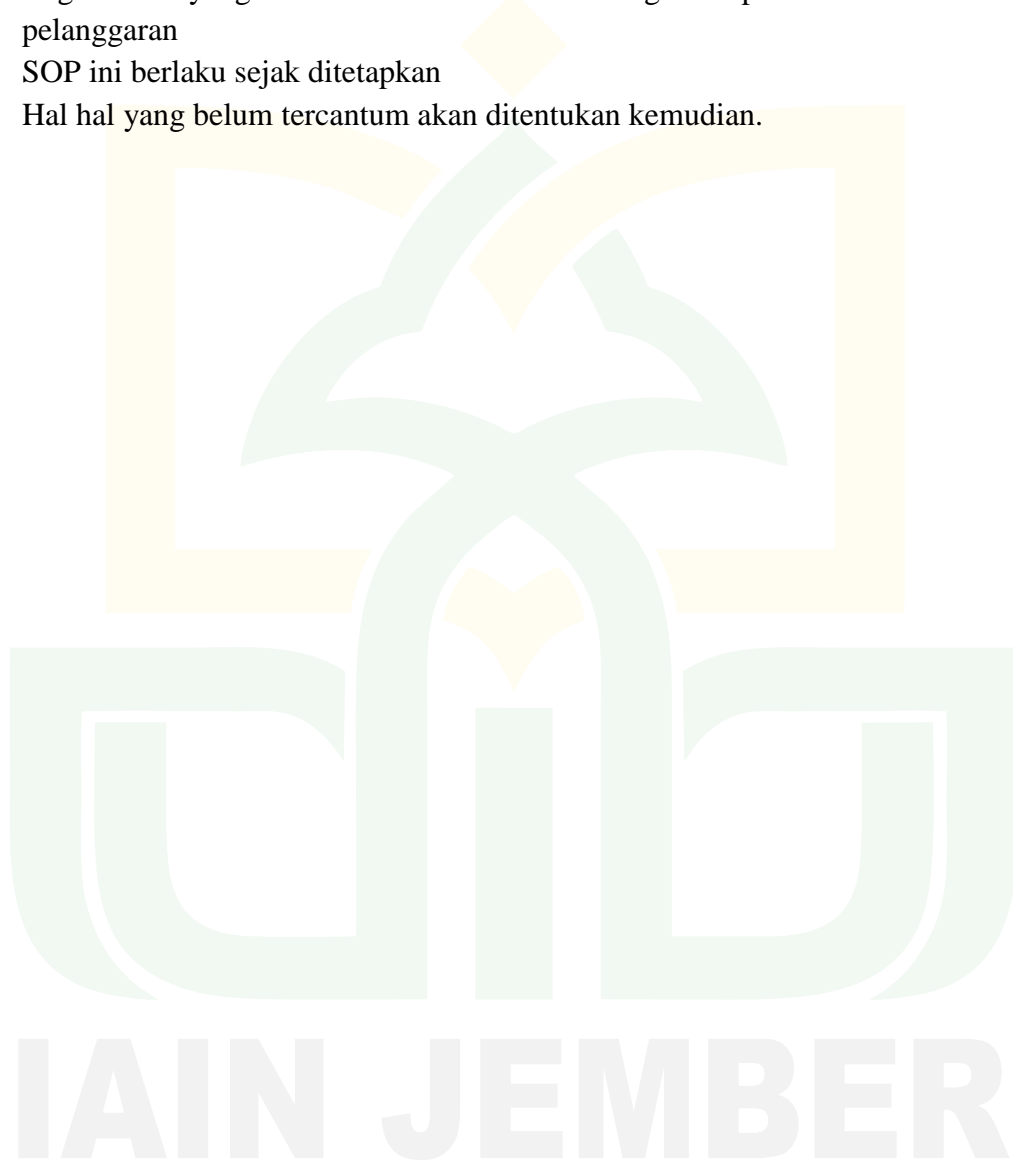 pelanggaran
SOP ini berlaku sejak ditetapkan
Hal hal yang belum tercantum akan ditentukan kemudian.
IAIN JEMBER